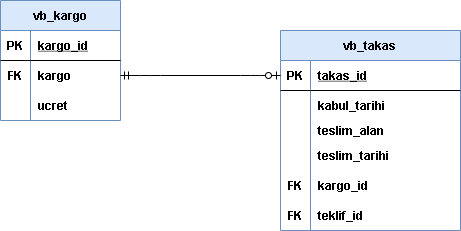 vb_kargo
PK kargo_id
FK kargo
ucret
vb_takas
PK takas_id
kabul_tarihi
teslim_alan
teslim_tarihi
FK kargo_id
FK teklif_id